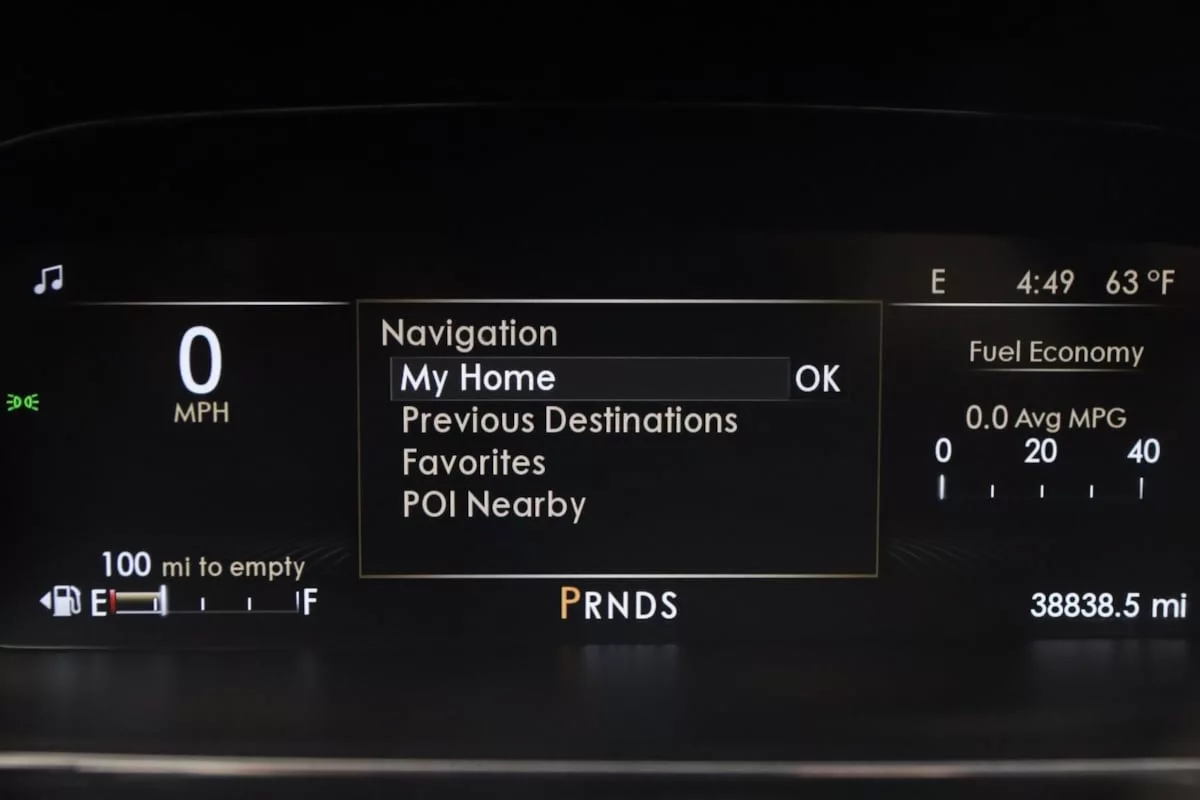 E 4:49 63 °F
0
MPH
Navigation
My Home OK
Previous Destinations
Favorites
POI Nearby
Fuel Economy
0.0 Avg MPG
0 20 40
100 mi to empty
E F
PRNDS
38838.5 mi